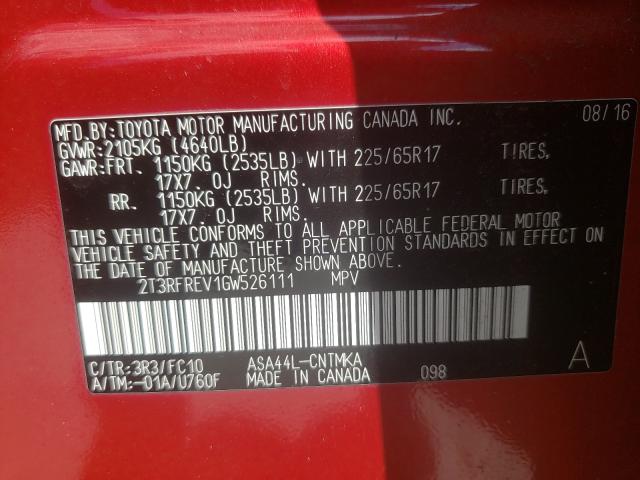 MFD.BY:TOYOTA MOTOR MANUFACTURING CANADA INC. 08/16
GVWR:2105KG (4640LB)
GAWR:FRT. 1150KG (2535LB) WITH 225/65R17 TIRES,
17X7.0J RIMS.
RR. 1150KG (2535LB) WITH 225/65R17 TIRES,
17X7.0J RIMS.
THIS VEHICLE CONFORMS TO ALL APPLICABLE FEDERAL MOTOR
VEHICLE SAFETY AND THEFT PREVENTION STANDARDS IN EFFECT ON
THE DATE OF MANUFACTURE SHOWN ABOVE.
2T3RFREV1GW526111 MPV
C/TR:3R3/FC10 ASA44L-CNTMKA A
A/TM:-01A/U760F MADE IN CANADA 098